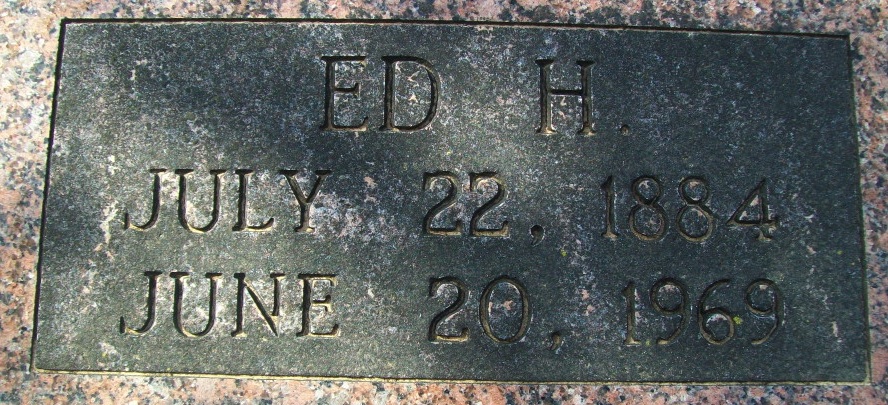 ED H.
JULY 22, 1884
JUNE 20, 1969